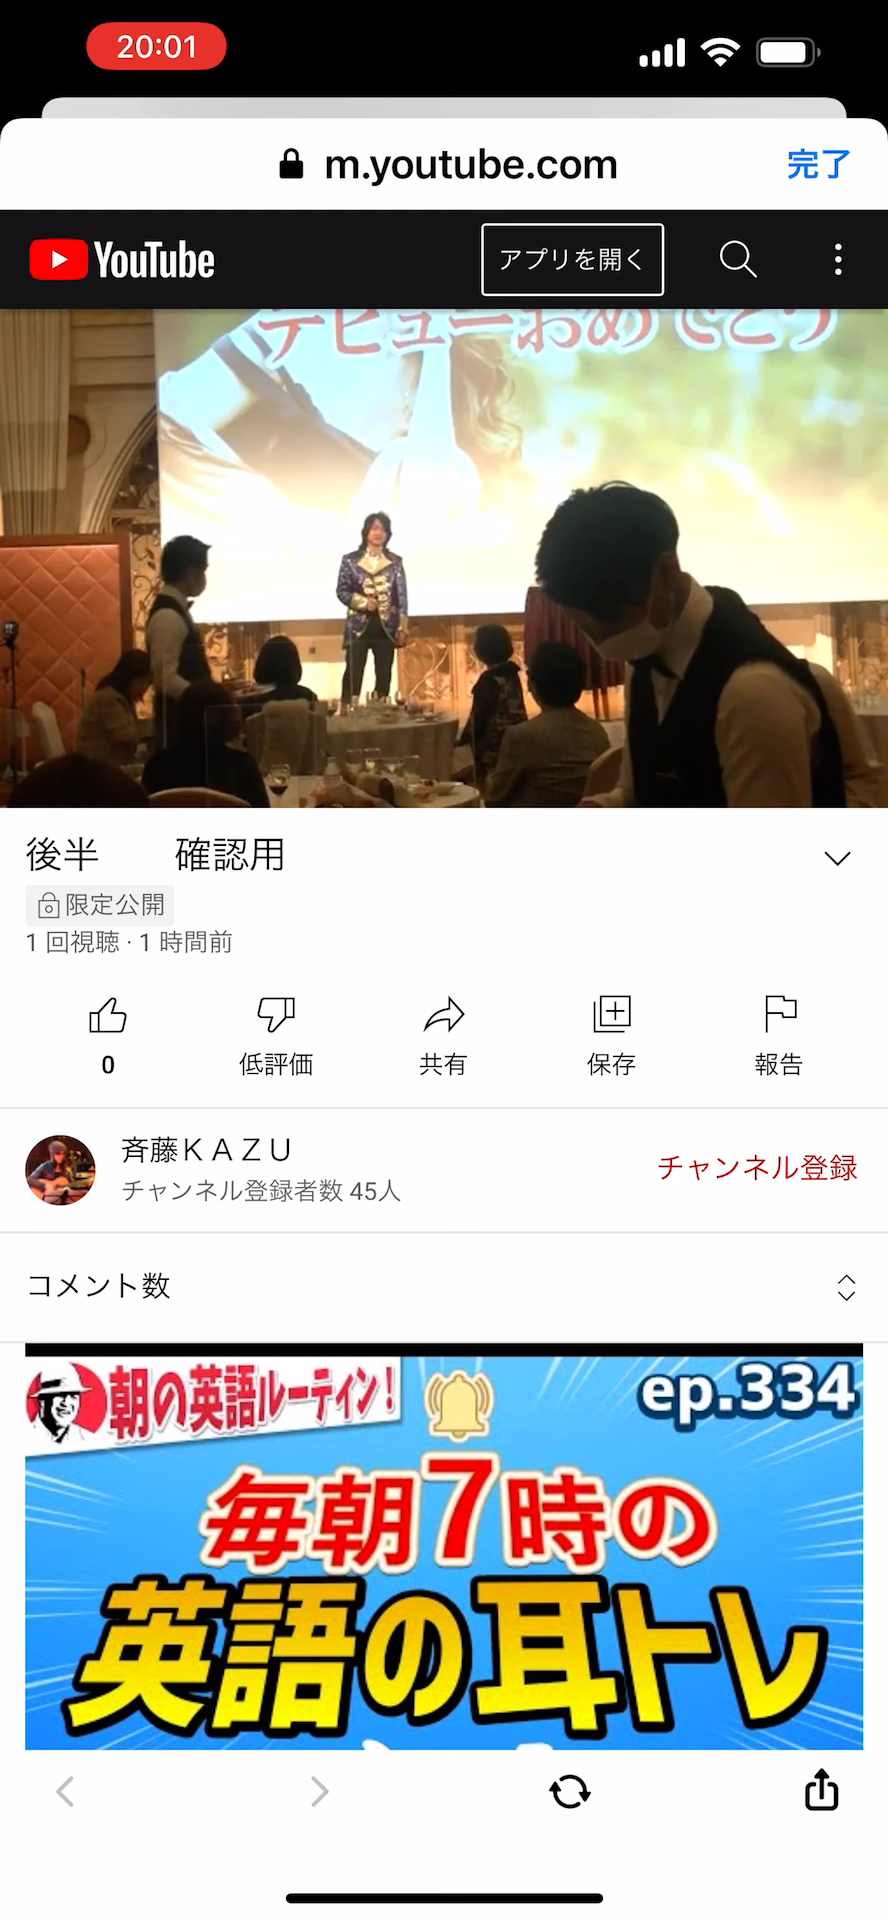 20:01
m.youtube.com
完了
YouTube
アプリを開く
デビューおめでとう
後半　　確認用
限定公開
1 回視聴 · 1 時間前
0
低評価
共有
保存
報告
斉藤ＫＡＺＵ
チャンネル登録者数 45人
チャンネル登録
コメント数
朝の英語ルーティン！
ep.334
毎朝7時の
英語の耳トレ